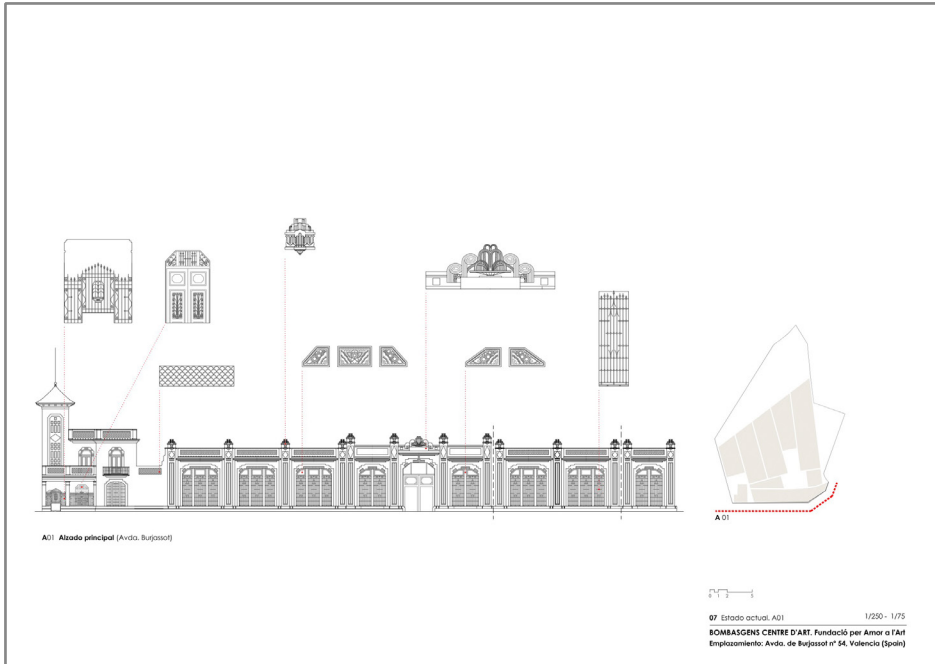 A 01
A01 Alzado principal (Avda. Burjassot)
0 1 2 5
07 Estado actual. A01 1/250 - 1/75
BOMBASGENS CENTRE D'ART. Fundació per Amor a l'Art
Emplazamiento: Avda. de Burjassot nº 54, Valencia (Spain)